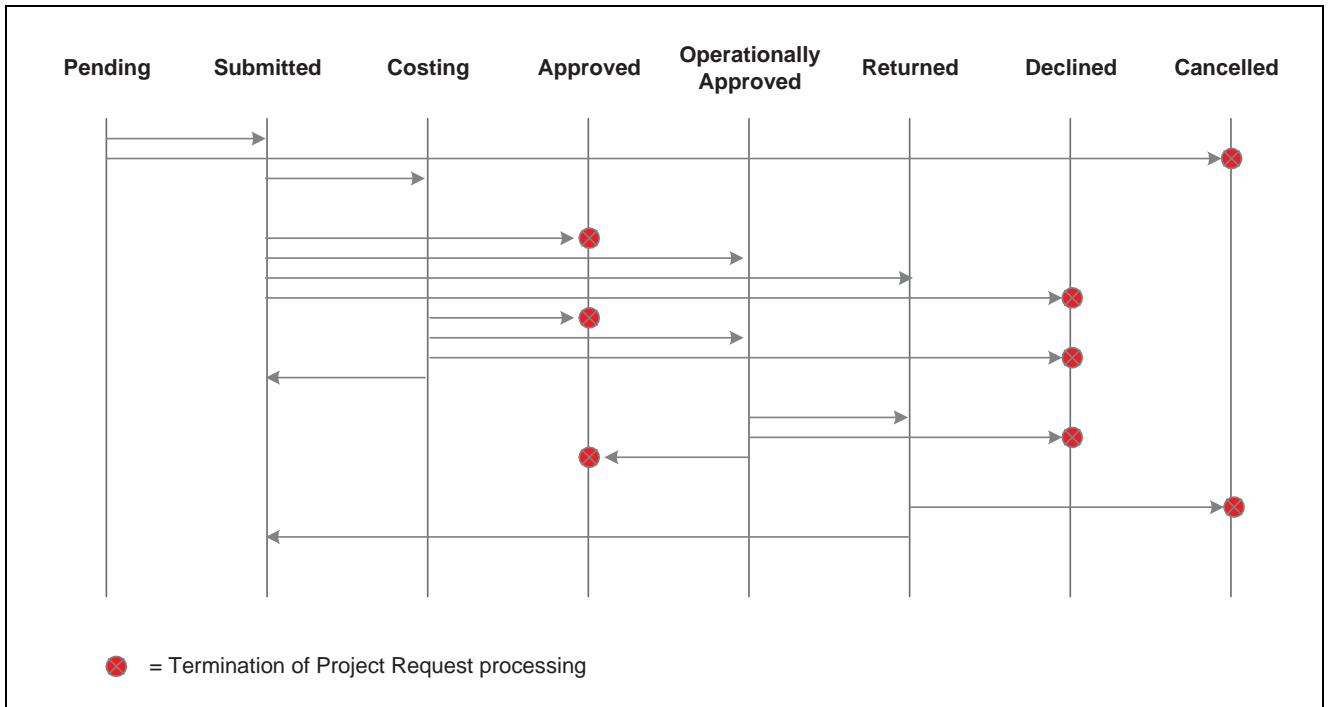 Pending
Submitted
Costing
Approved
Operationally
Approved
Returned
Declined
Cancelled
= Termination of Project Request processing